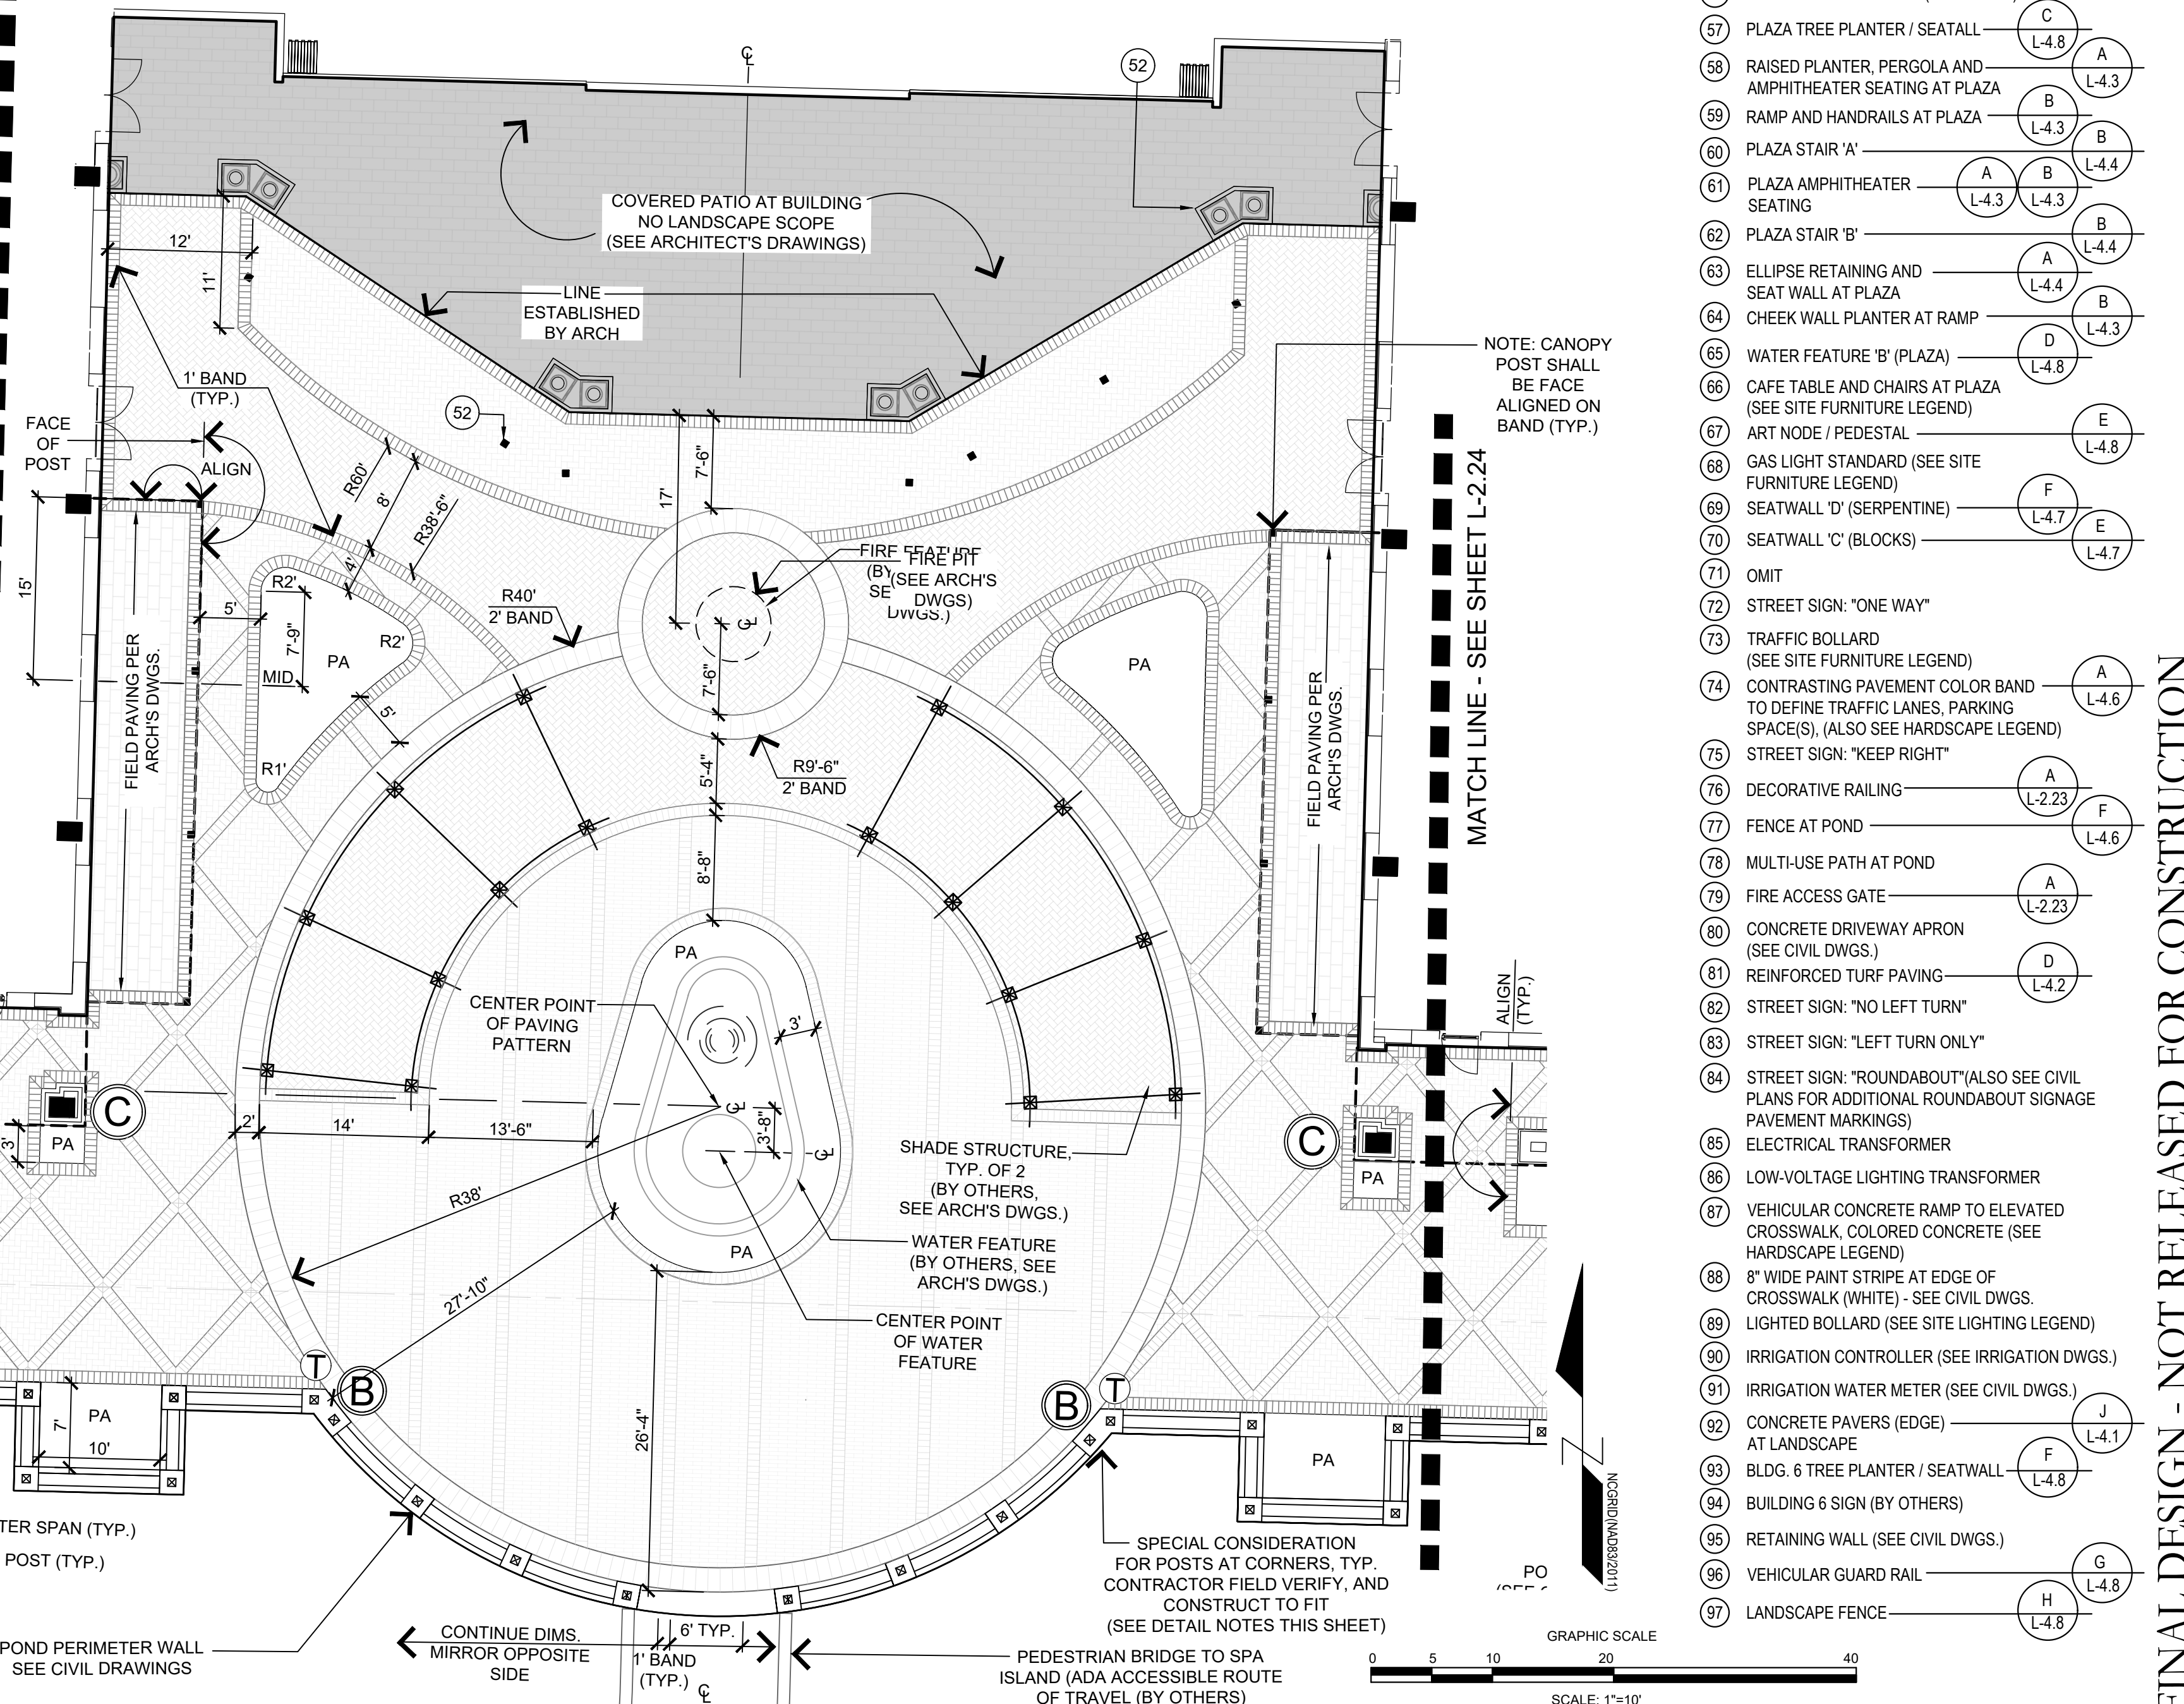 57 PLAZA TREE PLANTER / SEATALL C L-4.8
58 RAISED PLANTER, PERGOLA AND A L-4.3
AMPHITHEATER SEATING AT PLAZA
59 RAMP AND HANDRAILS AT PLAZA B L-4.3
60 PLAZA STAIR 'A' B L-4.4
61 PLAZA AMPHITHEATER A L-4.3 B L-4.3
SEATING
62 PLAZA STAIR 'B' B L-4.4
63 ELLIPSE RETAINING AND A L-4.4
SEAT WALL AT PLAZA
64 CHEEK WALL PLANTER AT RAMP B L-4.3
65 WATER FEATURE 'B' (PLAZA) D L-4.8
66 CAFE TABLE AND CHAIRS AT PLAZA
(SEE SITE FURNITURE LEGEND)
67 ART NODE / PEDESTAL E L-4.8
68 GAS LIGHT STANDARD (SEE SITE
FURNITURE LEGEND)
69 SEATWALL 'D' (SERPENTINE) F L-4.7
70 SEATWALL 'C' (BLOCKS) E L-4.7
71 OMIT
72 STREET SIGN: "ONE WAY"
73 TRAFFIC BOLLARD
(SEE SITE FURNITURE LEGEND)
74 CONTRASTING PAVEMENT COLOR BAND A L-4.6
TO DEFINE TRAFFIC LANES, PARKING
SPACE(S), (ALSO SEE HARDSCAPE LEGEND)
75 STREET SIGN: "KEEP RIGHT"
76 DECORATIVE RAILING A L-2.23
77 FENCE AT POND F L-4.6
78 MULTI-USE PATH AT POND
79 FIRE ACCESS GATE A L-2.23
80 CONCRETE DRIVEWAY APRON
(SEE CIVIL DWGS.)
81 REINFORCED TURF PAVING D L-4.2
82 STREET SIGN: "NO LEFT TURN"
83 STREET SIGN: "LEFT TURN ONLY"
84 STREET SIGN: "ROUNDABOUT"(ALSO SEE CIVIL
PLANS FOR ADDITIONAL ROUNDABOUT SIGNAGE
PAVEMENT MARKINGS)
85 ELECTRICAL TRANSFORMER
86 LOW-VOLTAGE LIGHTING TRANSFORMER
87 VEHICULAR CONCRETE RAMP TO ELEVATED
CROSSWALK, COLORED CONCRETE (SEE
HARDSCAPE LEGEND)
88 8" WIDE PAINT STRIPE AT EDGE OF
CROSSWALK (WHITE) - SEE CIVIL DWGS.
89 LIGHTED BOLLARD (SEE SITE LIGHTING LEGEND)
90 IRRIGATION CONTROLLER (SEE IRRIGATION DWGS.)
91 IRRIGATION WATER METER (SEE CIVIL DWGS.)
92 CONCRETE PAVERS (EDGE) J L-4.1
AT LANDSCAPE
93 BLDG. 6 TREE PLANTER / SEATWALL F L-4.8
94 BUILDING 6 SIGN (BY OTHERS)
95 RETAINING WALL (SEE CIVIL DWGS.)
96 VEHICULAR GUARD RAIL G L-4.8
97 LANDSCAPE FENCE H L-4.8
FINAL DESIGN - NOT RELEASED FOR CONSTRUCTION
52
COVERED PATIO AT BUILDING
NO LANDSCAPE SCOPE
(SEE ARCHITECT'S DRAWINGS)
12'
11'
LINE
ESTABLISHED
BY ARCH
NOTE: CANOPY
POST SHALL
BE FACE
ALIGNED ON
BAND (TYP.)
1' BAND
(TYP.)
52
FACE
OF
POST
ALIGN
R60'
8'
R38'-6"
4'
17'
7'-6"
MATCH LINE - SEE SHEET L-2.24
15'
FIRE FEATURE
FIRE PIT
(SEE ARCH'S
DWGS)
DWGS.)
R40'
2' BAND
R2'
5'
7'-9"
R2'
PA
MID
R1'
5'
PA
7'-6"
5'-4"
R9'-6"
2' BAND
8'-8"
FIELD PAVING PER
ARCH'S DWGS.
FIELD PAVING PER
ARCH'S DWGS.
PA
CENTER POINT
OF PAVING
PATTERN
3'
ALIGN
(TYP.)
C
PA
3'
2'
14'
13'-6"
3'-8"
C
PA
R38'
SHADE STRUCTURE,
TYP. OF 2
(BY OTHERS,
SEE ARCH'S DWGS.)
PA
WATER FEATURE
(BY OTHERS, SEE
ARCH'S DWGS.)
27'-10"
CENTER POINT
OF WATER
FEATURE
T
B
B
T
PA
7'
10'
26'-4"
PA
TER SPAN (TYP.)
POST (TYP.)
SPECIAL CONSIDERATION
FOR POSTS AT CORNERS, TYP.
CONTRACTOR FIELD VERIFY, AND
CONSTRUCT TO FIT
(SEE DETAIL NOTES THIS SHEET)
PO
NCGRID(NAD83/2011)
POND PERIMETER WALL
SEE CIVIL DRAWINGS
CONTINUE DIMS.
MIRROR OPPOSITE
SIDE
6' TYP.
1' BAND
(TYP.)
PEDESTRIAN BRIDGE TO SPA
ISLAND (ADA ACCESSIBLE ROUTE
OF TRAVEL (BY OTHERS)
GRAPHIC SCALE
0 5 10 20 40
SCALE: 1"=10'